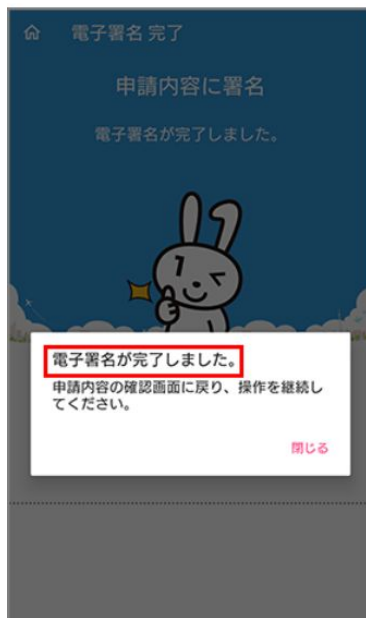 電子署名 完了
申請内容に署名
電子署名が完了しました。
1
電子署名が完了しました。
申請内容の確認画面に戻り、操作を継続し
てください。
閉じる